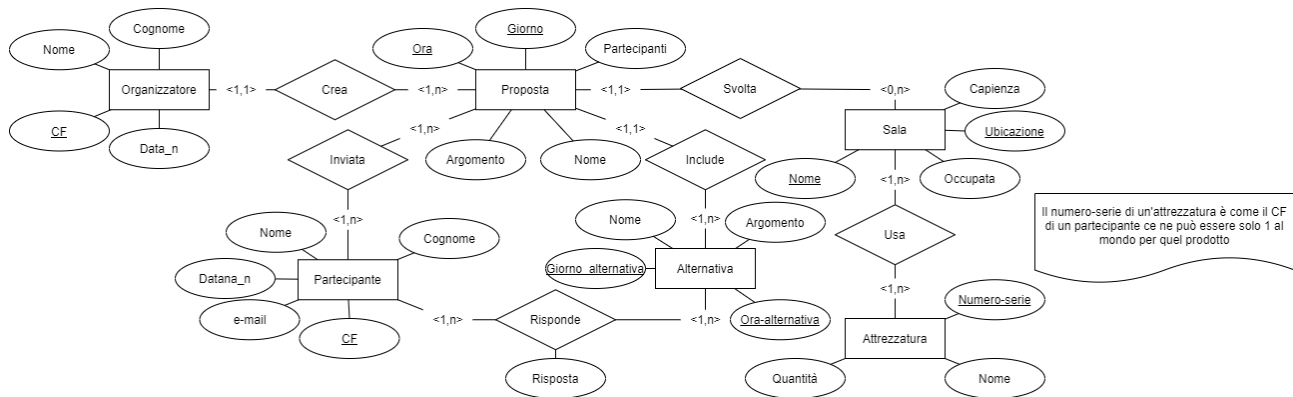 Cognome
Nome
Organizzatore
CF
Data_n
<1,1>
Crea
<1,n>
Giorno
Ora
Partecipanti
Proposta
Argomento
Nome
<1,1>
Svolta
<0,n>
Capienza
Sala
Ubicazione
Nome
Occupata
<1,n>
Inviata
<1,n>
<1,1>
Include
<1,n>
<1,n>
Usa
<1,n>
Il numero-serie di un'attrezzatura è come il CF
di un partecipante ce ne può essere solo 1 al
mondo per quel prodotto
Nome
Cognome
Datana_n
Partecipante
e-mail
CF
<1,n>
Risponde
Risposta
<1,n>
Nome
Argomento
Giorno_alternativa
Alternativa
Ora-alternativa
Numero-serie
Attrezzatura
Quantità
Nome